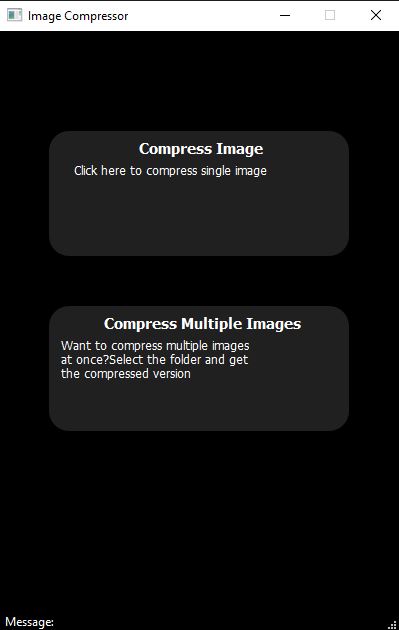 Image Compressor
Compress Image
Click here to compress single image
Compress Multiple Images
Want to compress multiple images
at once?Select the folder and get
the compressed version
Message: